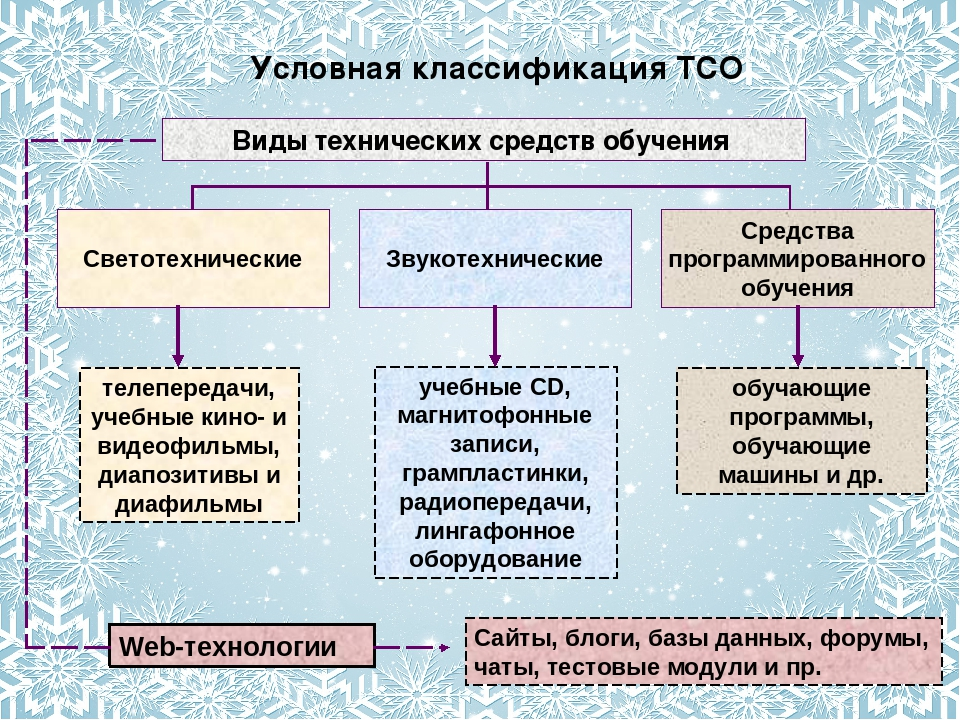 Условная классификация ТСО
Виды технических средств обучения
Светотехнические
Звукотехнические
Средства
программированного
обучения
телепередачи,
учебные кино- и
видеофильмы,
диапозитивы и
диафильмы
учебные CD,
магнитофонные
записи,
грампластинки,
радиопередачи,
лингафонное
оборудование
обучающие
программы,
обучающие
машины и др.
Web-технологии
Сайты, блоги, базы данных, форумы,
чаты, тестовые модули и пр.